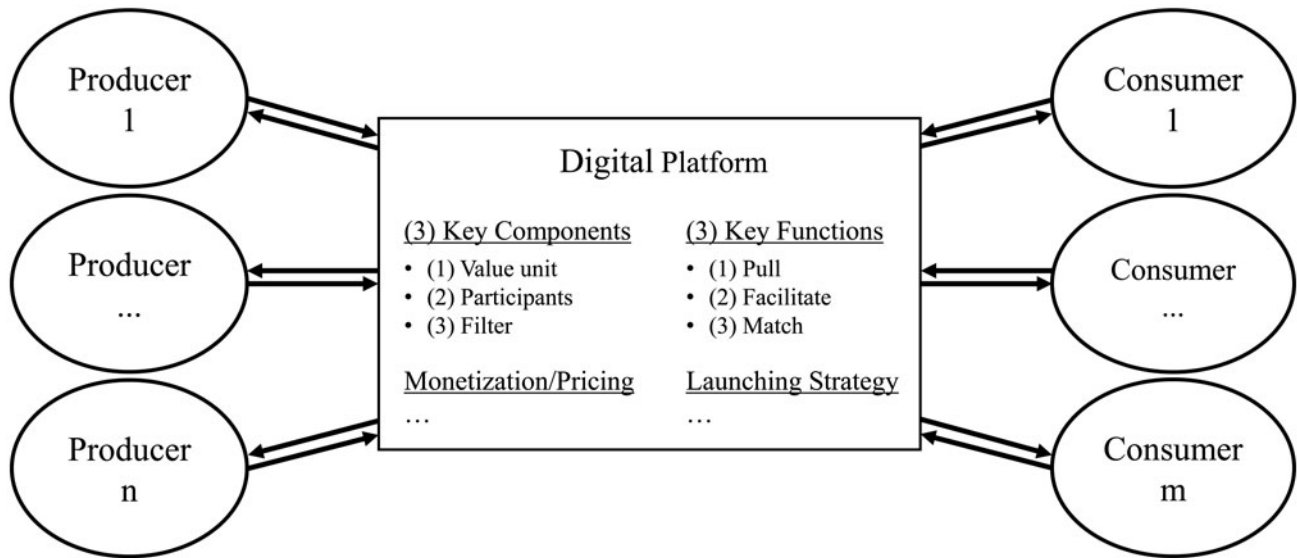 Producer
1
Producer
...
Producer
n
Digital Platform
(3) Key Components
• (1) Value unit
• (2) Participants
• (3) Filter
Monetization/Pricing
…
(3) Key Functions
• (1) Pull
• (2) Facilitate
• (3) Match
Launching Strategy
…
Consumer
1
Consumer
...
Consumer
m